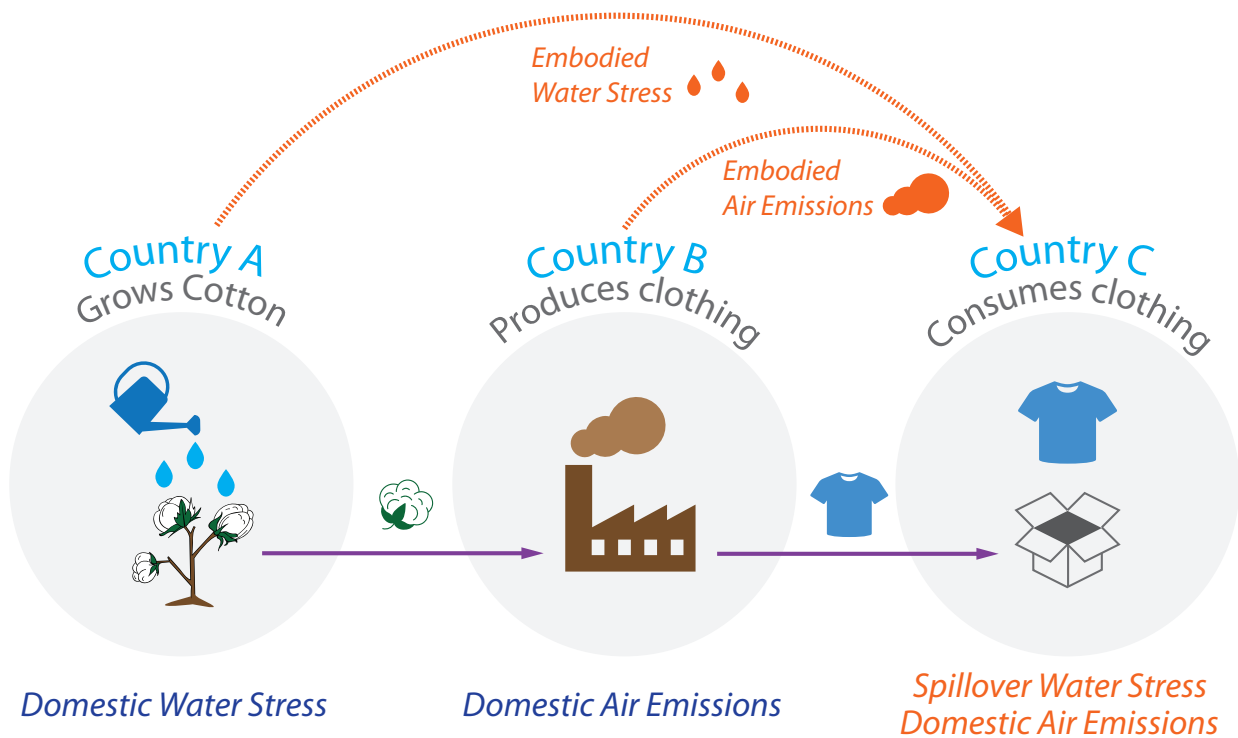 Embodied
Water Stress
Embodied
Air Emissions
Country A
Grows Cotton
Country B
Produces clothing
Country C
Consumes clothing
Domestic Water Stress
Domestic Air Emissions
Spillover Water Stress
Domestic Air Emissions